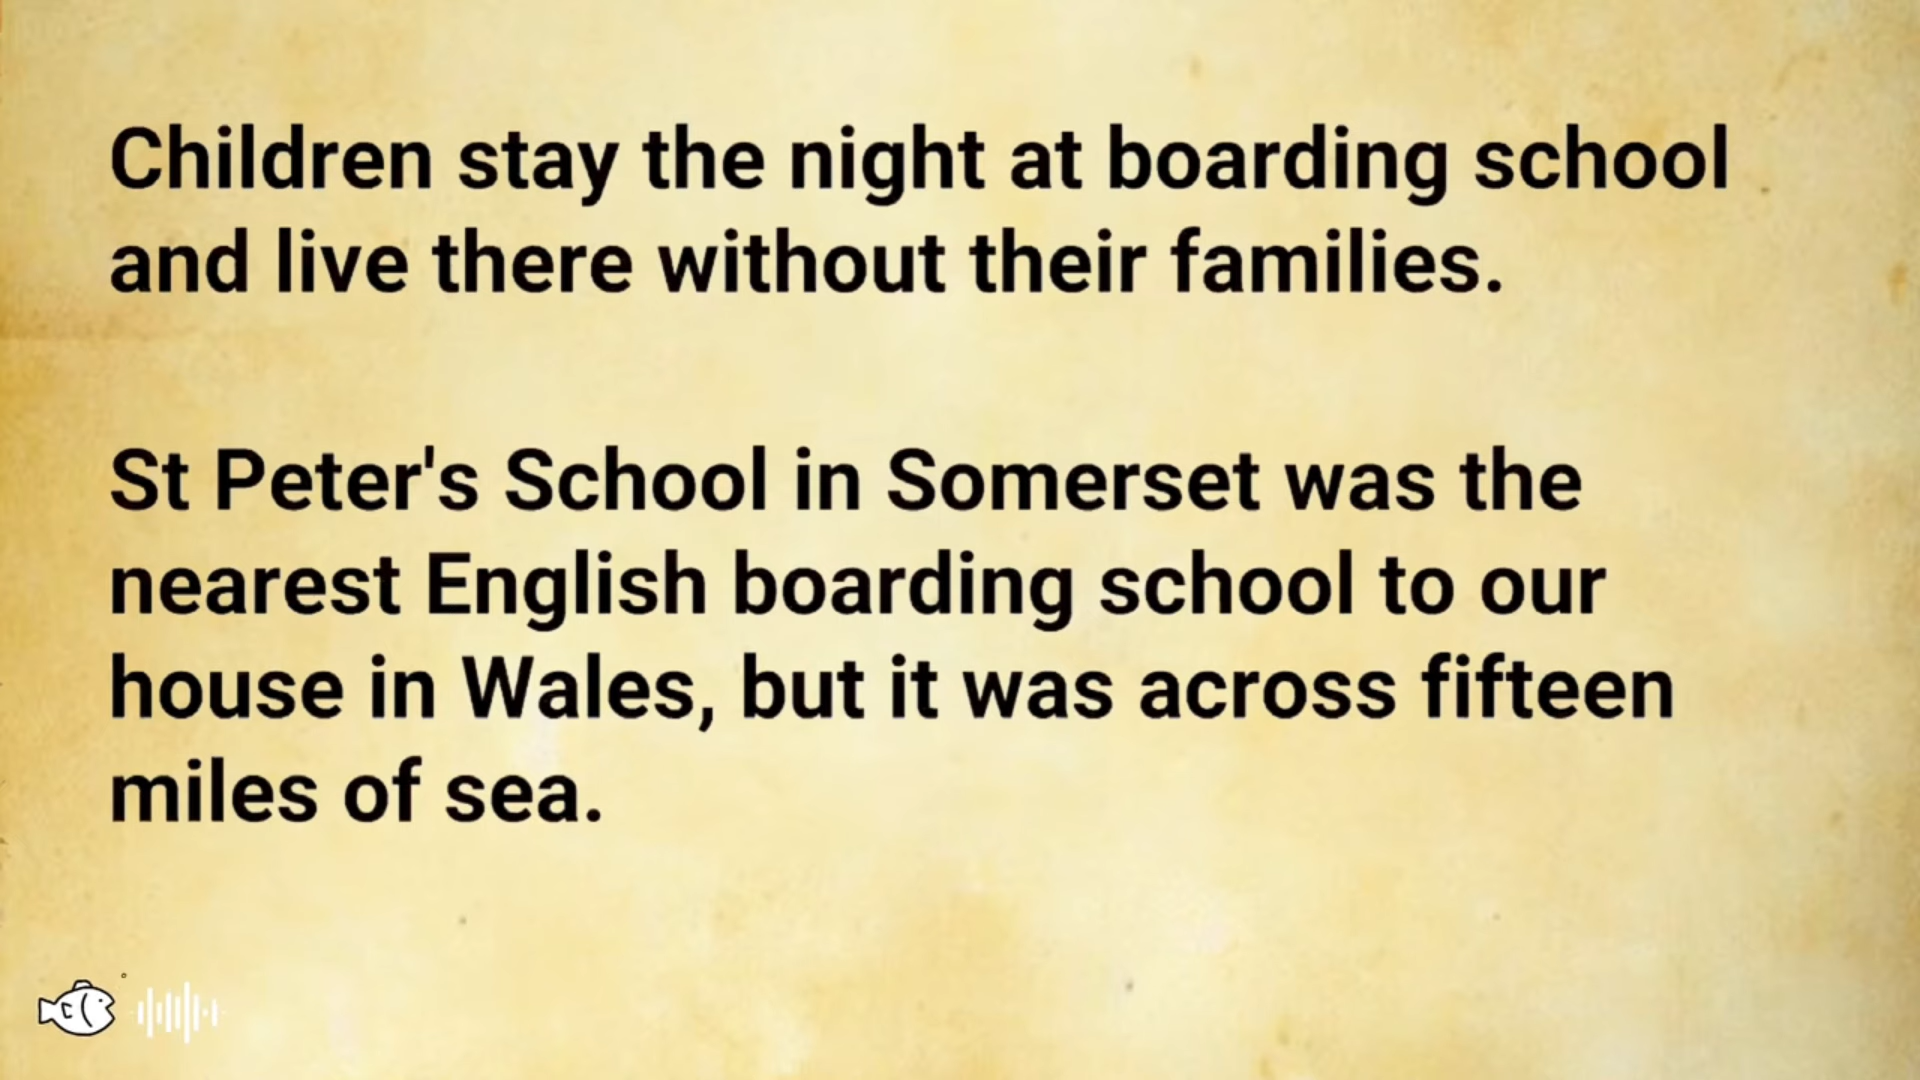 Children stay the night at boarding school
and live there without their families.
St Peter's School in Somerset was the
nearest English boarding school to our
house in Wales, but it was across fifteen
miles of sea.